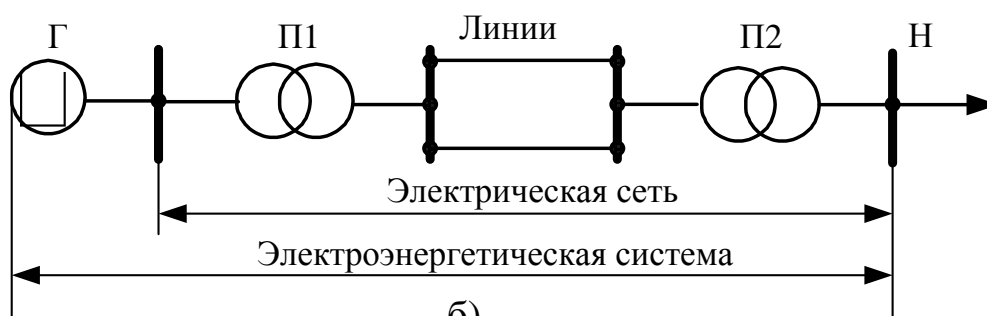 Г П1 Линии П2 Н
Электрическая сеть
Электроэнергетическая система
б)